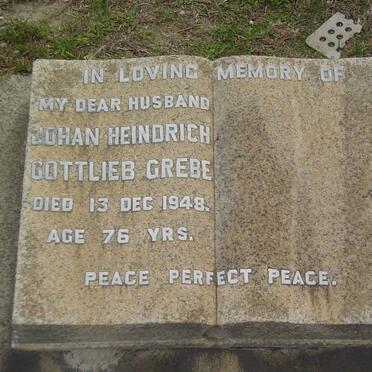 IN LOVING MEMORY OF
MY DEAR HUSBAND
JOHAN HEINDRICH
GOTTLIEB GREBE
DIED 13 DEC 1948.
AGE 76 YRS.
PEACE PERFECT PEACE.